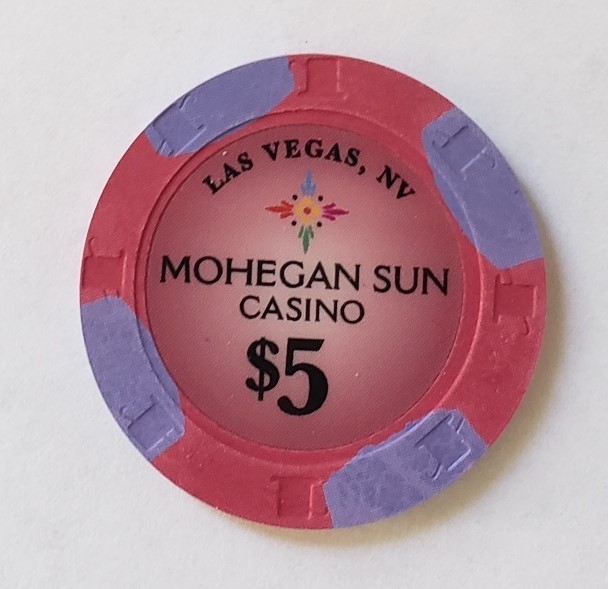 LAS VEGAS, NV
MOHEGAN SUN
CASINO
$5